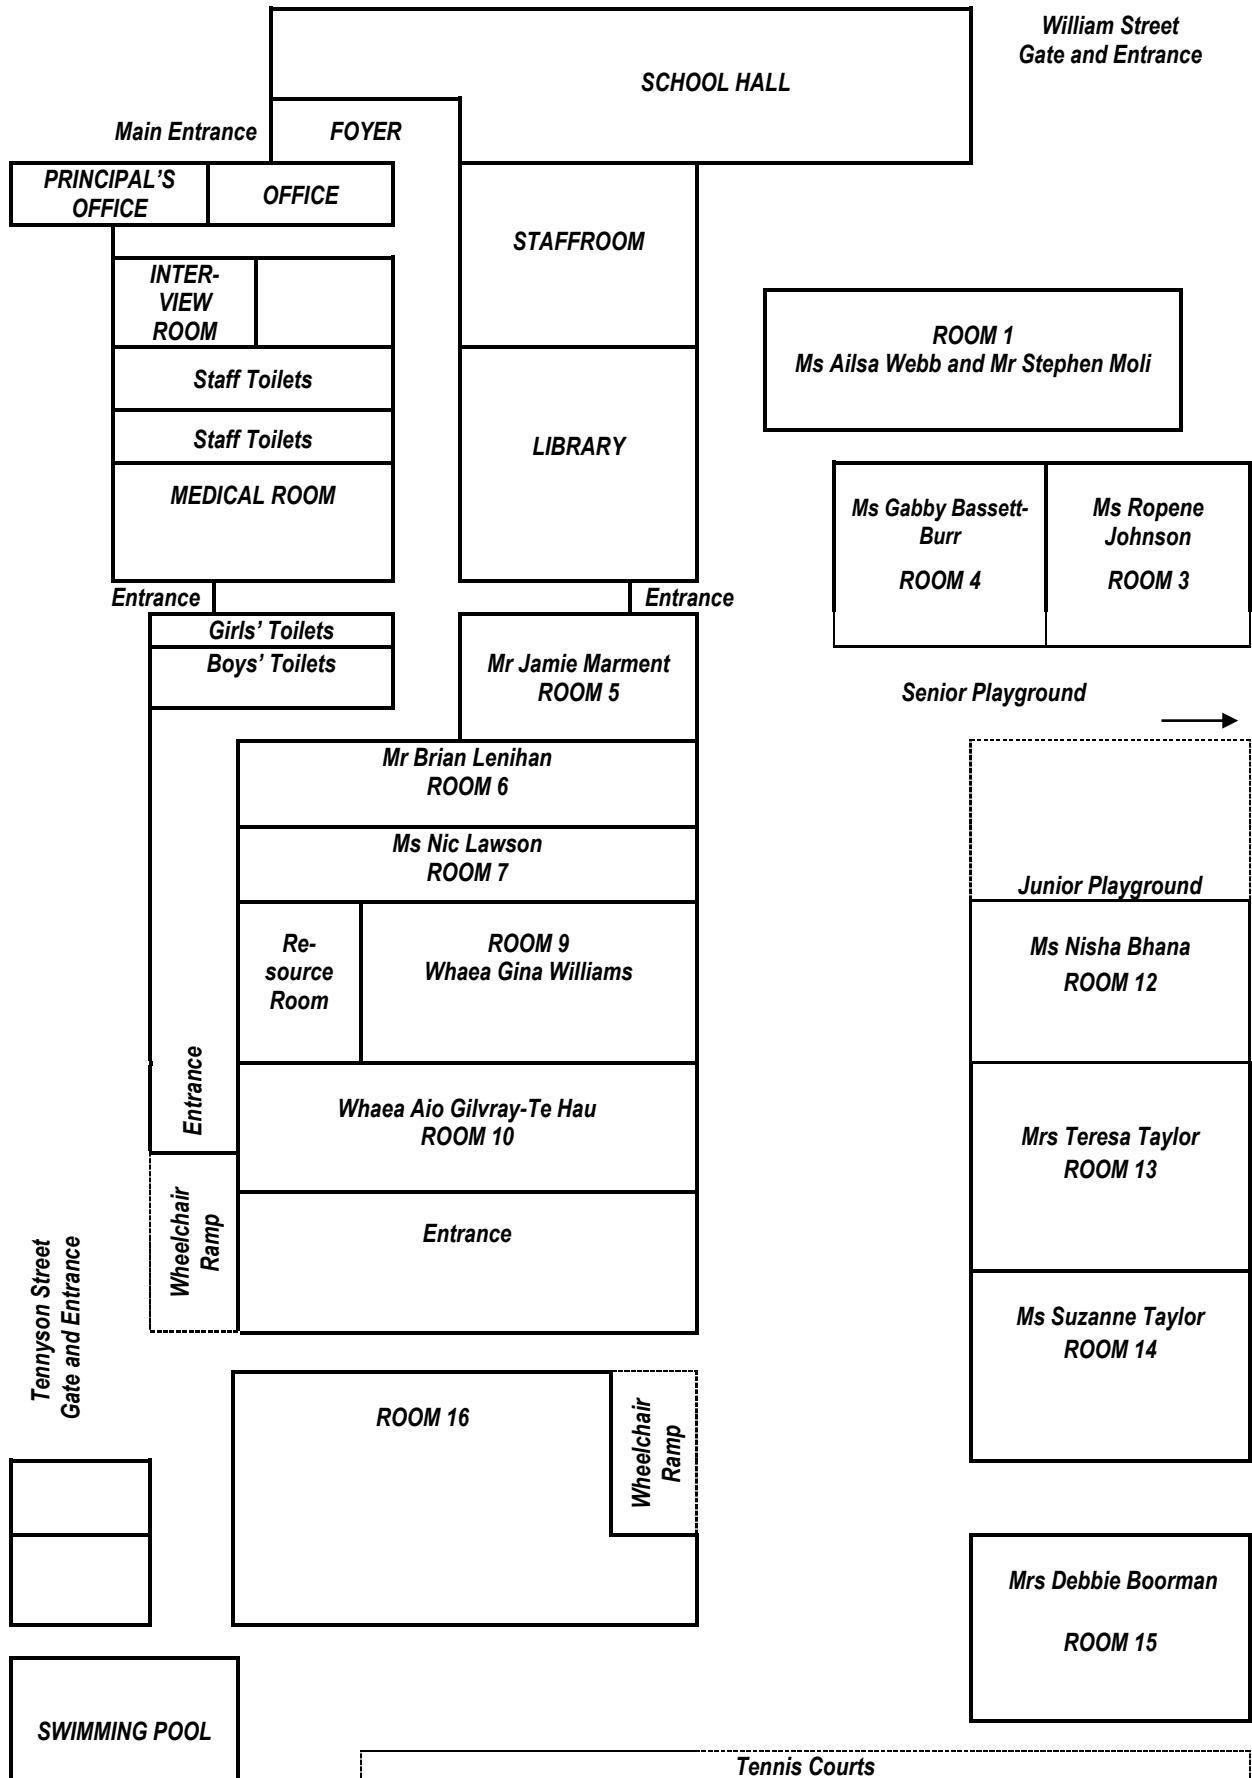 William Street
Gate and Entrance
SCHOOL HALL
Main Entrance
FOYER
PRINCIPAL'S
OFFICE
OFFICE
STAFFROOM
INTER-
VIEW
ROOM
ROOM 1
Ms Ailsa Webb and Mr Stephen Moli
Staff Toilets
Staff Toilets
LIBRARY
MEDICAL ROOM
Ms Gabby Bassett-
Burr
ROOM 4
Ms Ropene
Johnson
ROOM 3
Entrance
Entrance
Girls' Toilets
Boys' Toilets
Mr Jamie Marment
ROOM 5
Senior Playground
Mr Brian Lenihan
ROOM 6
Ms Nic Lawson
ROOM 7
Junior Playground
Re-
source
Room
ROOM 9
Whaea Gina Williams
Ms Nisha Bhana
ROOM 12
Entrance
Whaea Aio Gilvray-Te Hau
ROOM 10
Mrs Teresa Taylor
ROOM 13
Wheelchair
Ramp
Entrance
Tennyson Street
Gate and Entrance
Ms Suzanne Taylor
ROOM 14
ROOM 16
Wheelchair
Ramp
Mrs Debbie Boorman
ROOM 15
SWIMMING POOL
Tennis Courts